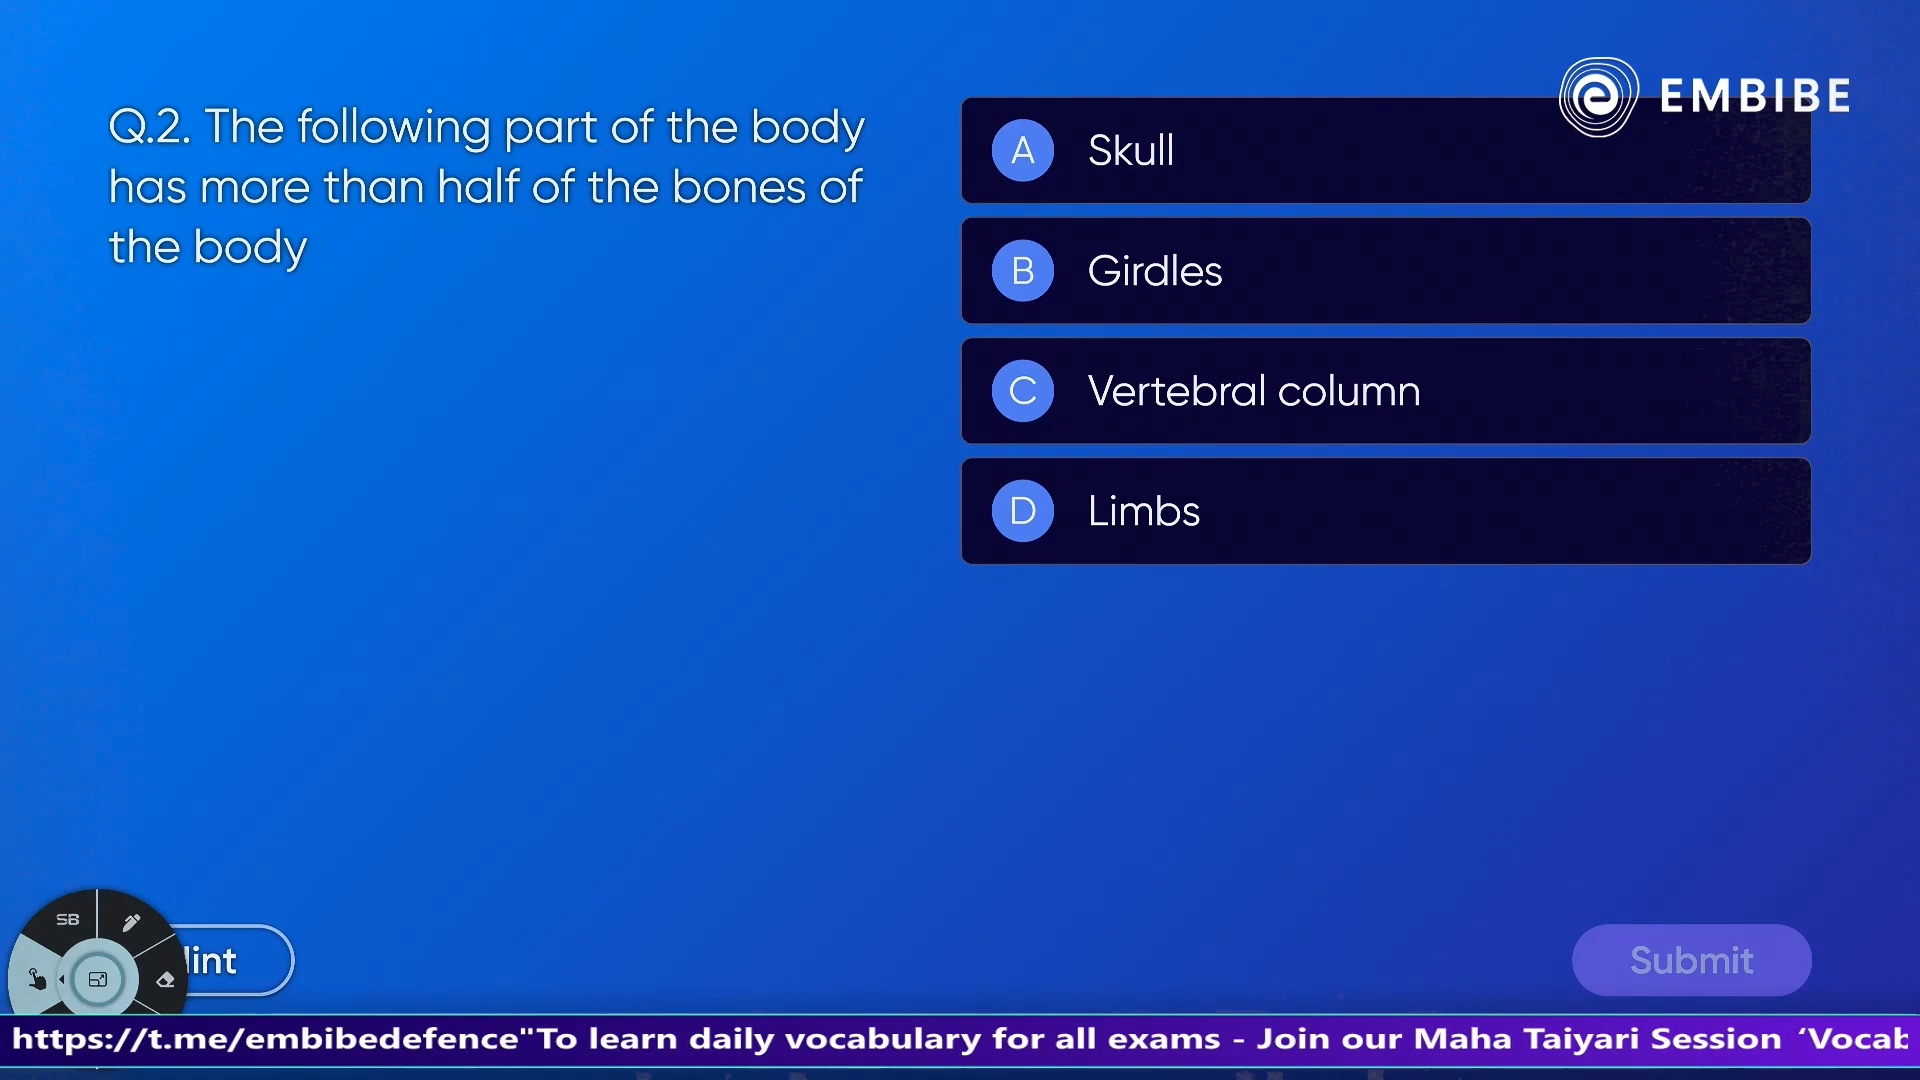 EMBIBE
Q.2. The following part of the body
has more than half of the bones of
the body
A Skull
B Girdles
C Vertebral column
D Limbs
SB
Submit
https://t.me/embibedefence"To learn daily vocabulary for all exams - Join our Maha Taiyari Session ‘Vocab